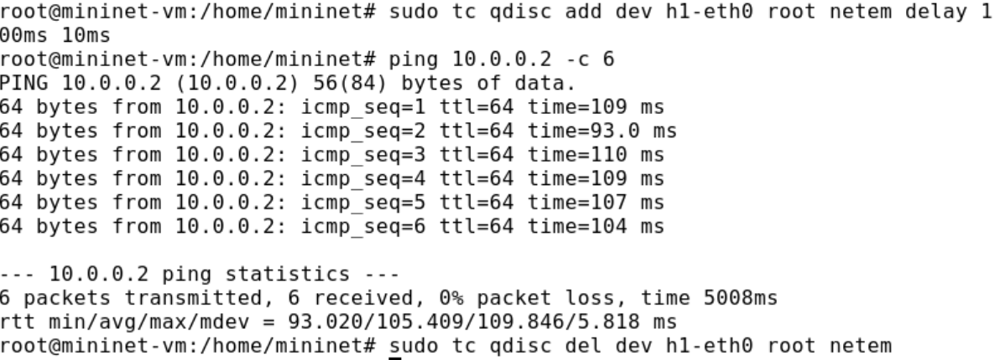 root@mininet-vm:/home/mininet# sudo tc qdisc add dev h1-eth0 root netem delay 1
00ms 10ms
root@mininet-vm:/home/mininet# ping 10.0.0.2 -c 6
PING 10.0.0.2 (10.0.0.2) 56(84) bytes of data.
64 bytes from 10.0.0.2: icmp_seq=1 ttl=64 time=109 ms
64 bytes from 10.0.0.2: icmp_seq=2 ttl=64 time=93.0 ms
64 bytes from 10.0.0.2: icmp_seq=3 ttl=64 time=110 ms
64 bytes from 10.0.0.2: icmp_seq=4 ttl=64 time=109 ms
64 bytes from 10.0.0.2: icmp_seq=5 ttl=64 time=107 ms
64 bytes from 10.0.0.2: icmp_seq=6 ttl=64 time=104 ms

--- 10.0.0.2 ping statistics ---
6 packets transmitted, 6 received, 0% packet loss, time 5008ms
rtt min/avg/max/mdev = 93.020/105.409/109.846/5.818 ms
root@mininet-vm:/home/mininet# sudo tc qdisc del dev h1-eth0 root netem